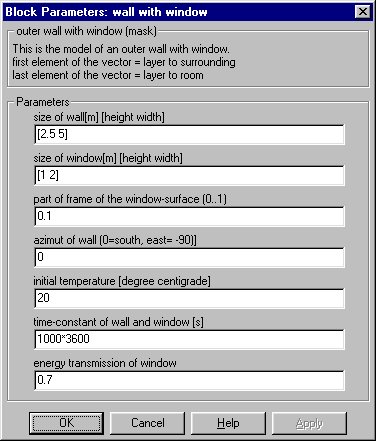 Block Parameters: wall with window
outer wall with window (mask)
This is the model of an outer wall with window.
first element of the vector = layer to surrounding
last element of the vector = layer to room
Parameters
size of wall[m] [height width]
[2.5 5]
size of window[m] [height width]
[1 2]
part of frame of the window-surface (0..1)
0.1
azimut of wall (0=south, east= -90)]
0
initial temperature [degree centigrade]
20
time-constant of wall and window [s]
1000*3600
energy transmission of window
0.7
OK Cancel Help Apply